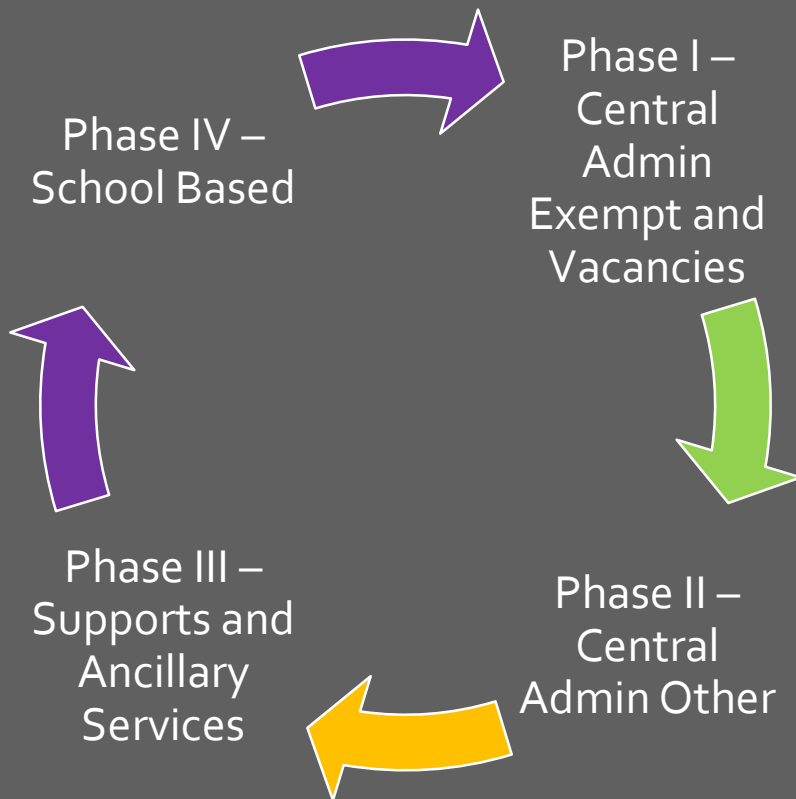 Phase I –
Central
Admin
Exempt and
Vacancies
Phase II –
Central
Admin Other
Phase III –
Supports and
Ancillary
Services
Phase IV –
School Based